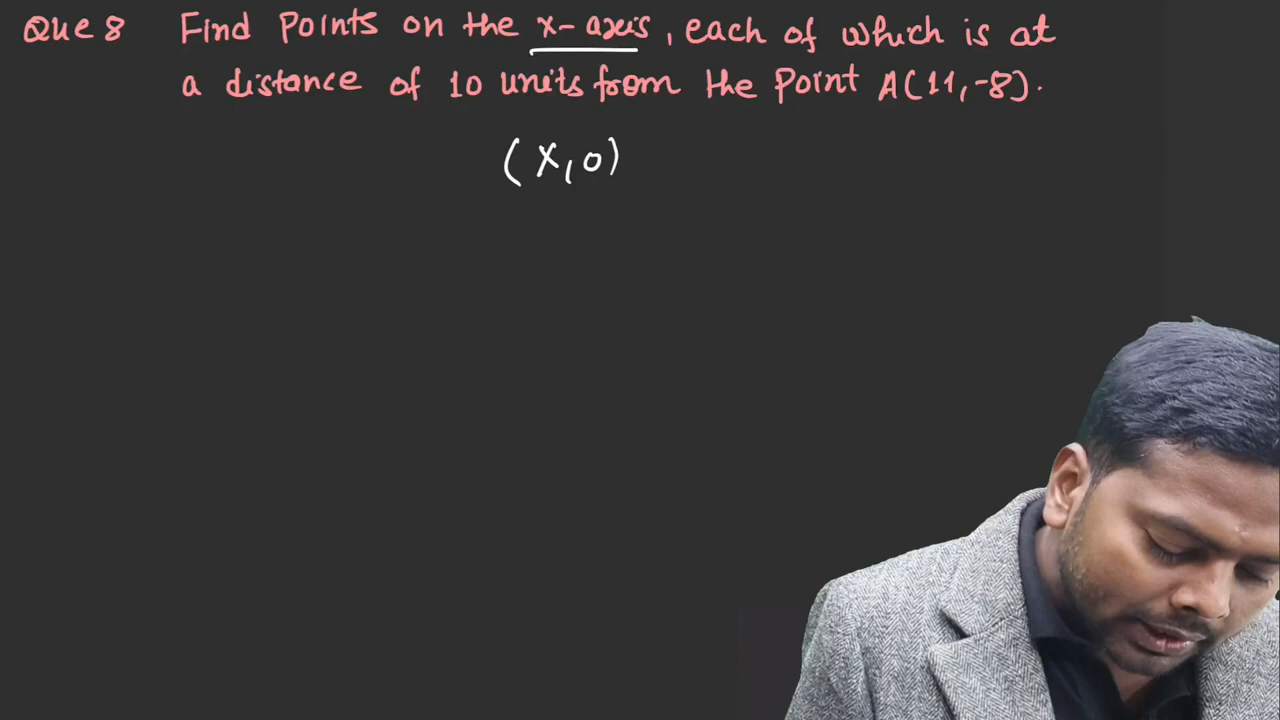 Que 8 Find Points on the x-axis, each of which is at
a distance of 10 units from the Point A(11,-8).
(x,0)